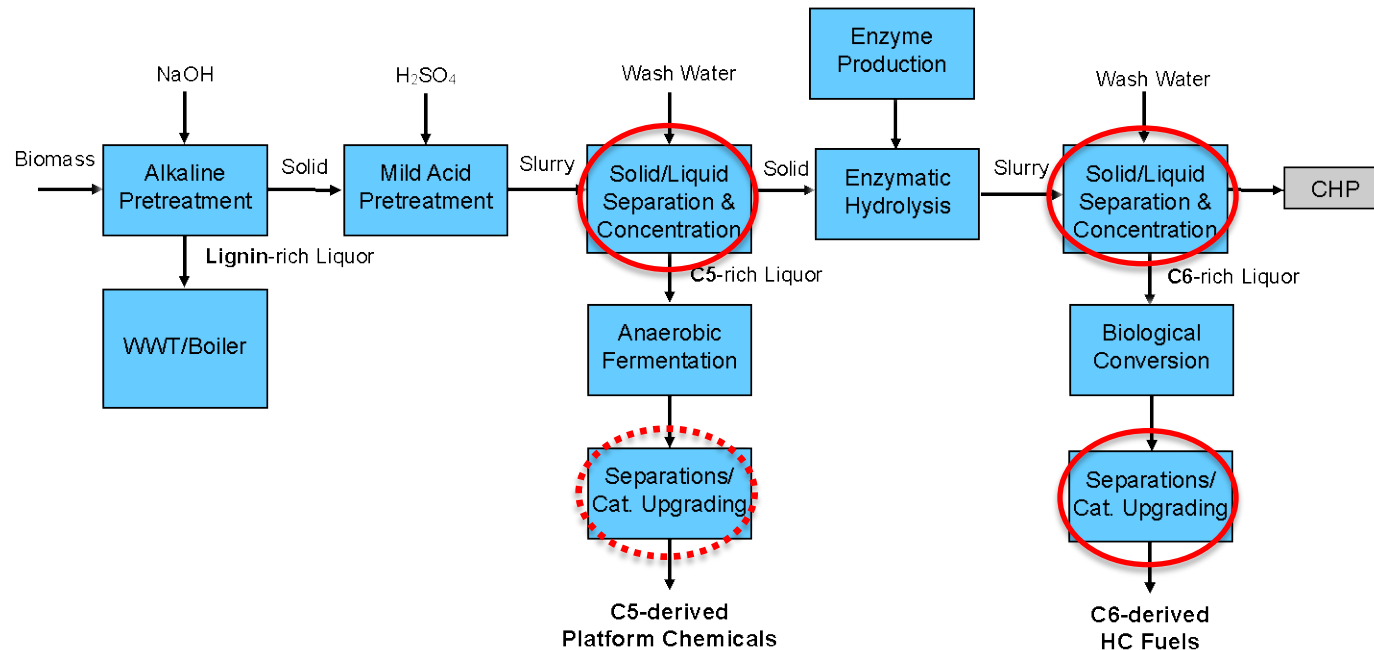 Enzyme
Production
NaOH
H₂SO₄
Wash Water
Wash Water
Biomass
Alkaline
Pretreatment
Solid
Mild Acid
Pretreatment
Slurry
Solid/Liquid
Separation &
Concentration
Solid
Enzymatic
Hydrolysis
Slurry
Solid/Liquid
Separation &
Concentration
CHP
Lignin-rich Liquor
C5-rich Liquor
C6-rich Liquor
WWT/Boiler
Anaerobic
Fermentation
Biological
Conversion
Separations/
Cat. Upgrading
Separations/
Cat. Upgrading
C5-derived
Platform Chemicals
C6-derived
HC Fuels